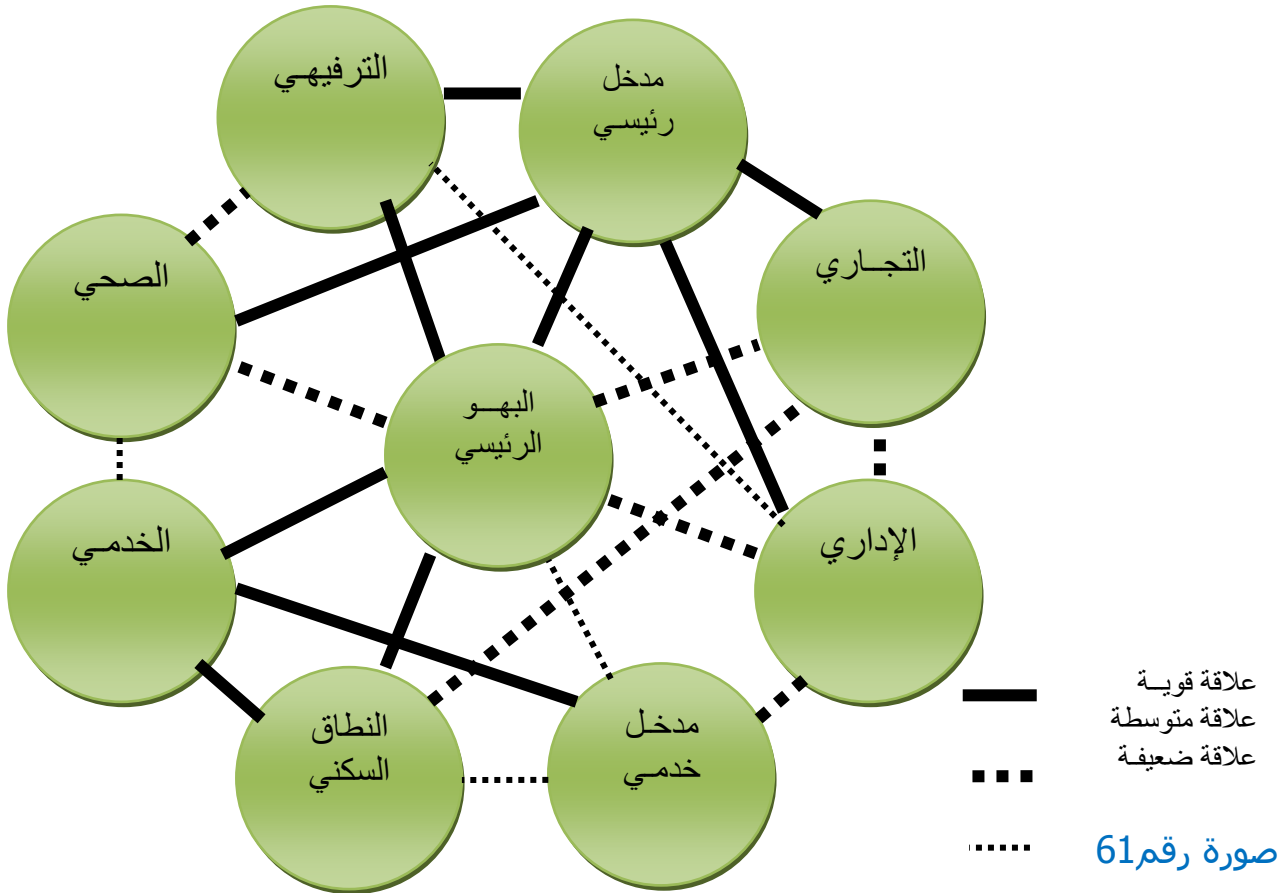 مدخل
رئيسي
الترفيهي
التجاري
الصحي
البهو
الرئيسي
الإداري
الخدمي
مدخل
خدمي
النطاق
السكني
علاقة قوية
علاقة متوسطة
علاقة ضعيفة
صورة رقم61